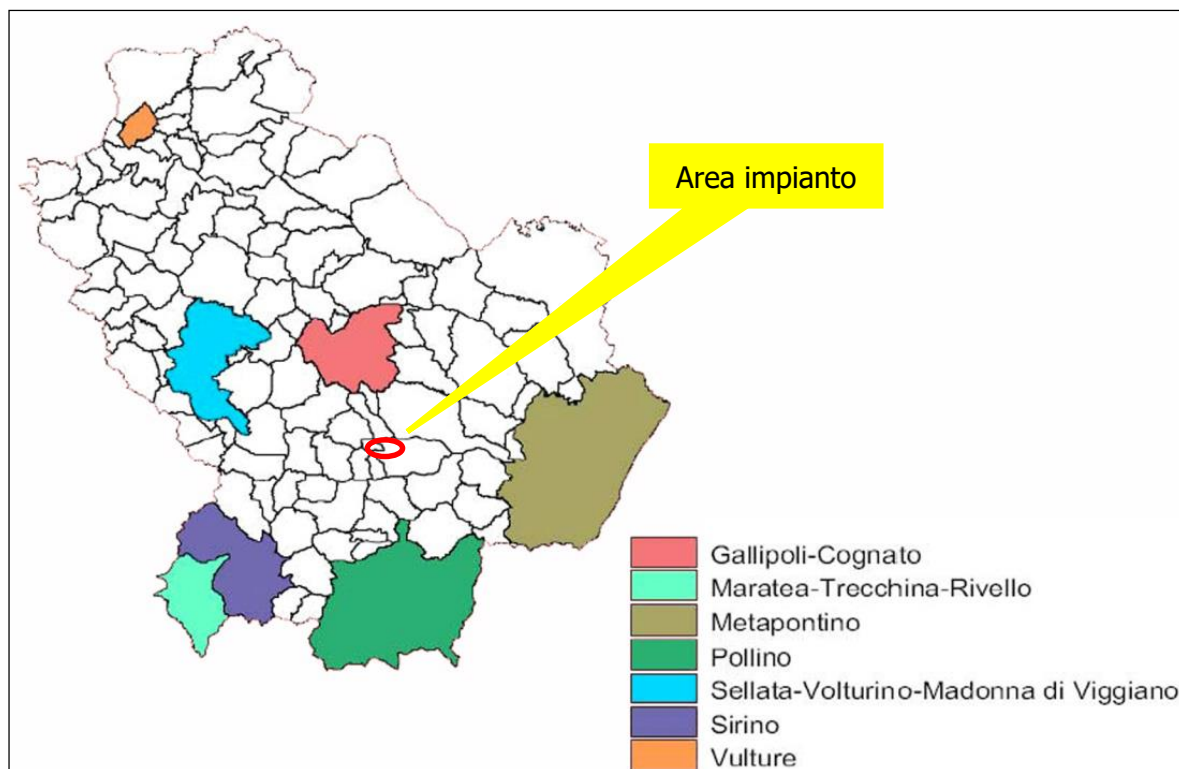 Area impianto
Gallipoli-Cognato
Maratea-Trecchina-Rivello
Metapontino
Pollino
Sellata-Volturino-Madonna di Viggiano
Sirino
Vulture